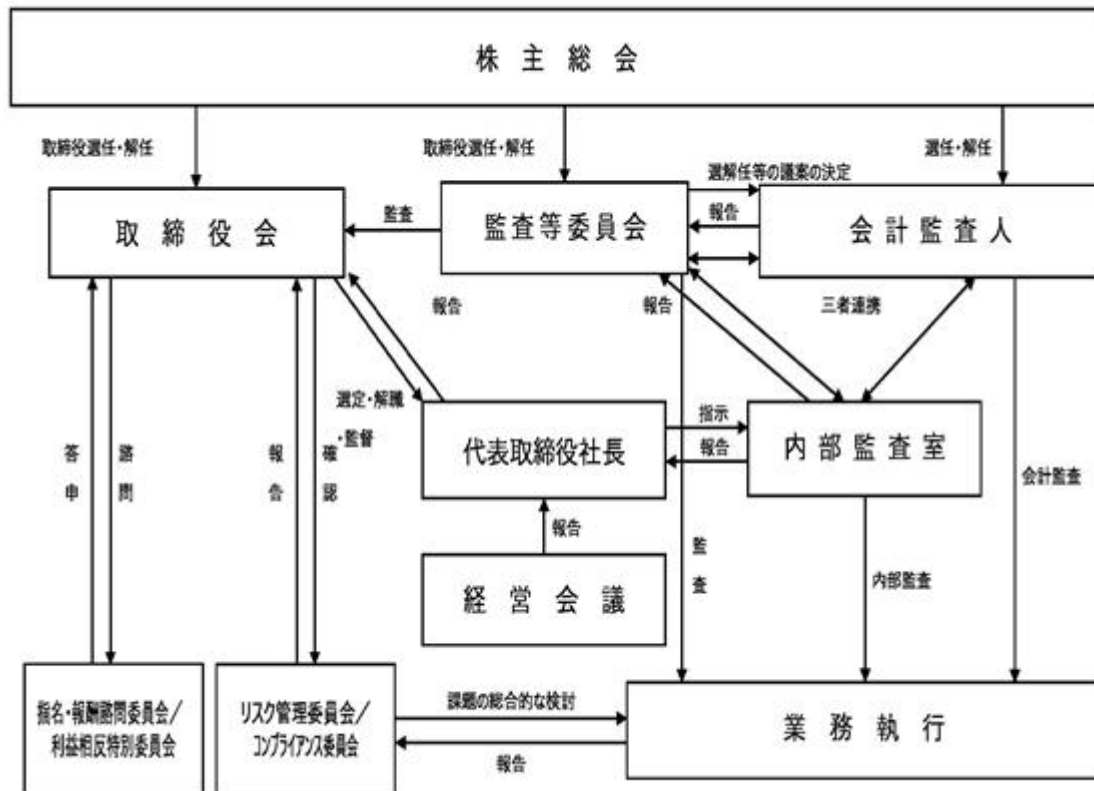 株主総会
取締役選任・解任
取締役選任・解任
選任・解任
選解任等の議案の決定
取締役会
監査
監査等委員会
報告
会計監査人
報告
報告
三者連携
選定・解職
・監督
代表取締役社長
指示
報告
内部監査室
答申
諮問
報告
確認
会計監査
報告
経営会議
監査
内部監査
指名・報酬諮問委員会/
利益相反特別委員会
リスク管理委員会/
コンプライアンス委員会
課題の総合的な検討
報告
業務執行